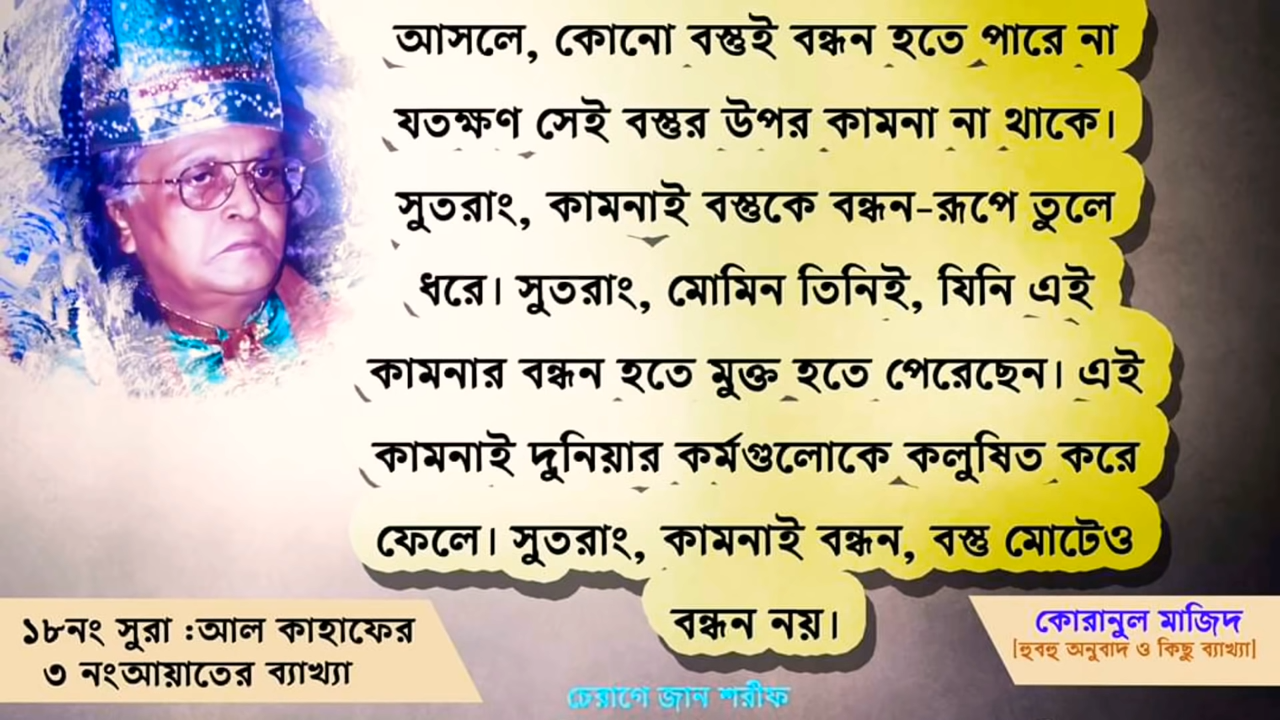 আসলে, কোনো বস্তুই বন্ধন হতে পারে না
যতক্ষণ সেই বস্তুর উপর কামনা না থাকে।
সুতরাং, কামনাই বস্তুকে বন্ধন-রূপে তুলে
ধরে। সুতরাং, মোমিন তিনিই, যিনি এই
কামনার বন্ধন হতে মুক্ত হতে পেরেছেন। এই
কামনাই দুনিয়ার কর্মগুলোকে কলুষিত করে
ফেলে। সুতরাং, কামনাই বন্ধন, বস্তু মোটেও
বন্ধন নয়।
১৮নং সুরা :আল কাহাফের
৩ নংআয়াতের ব্যাখ্যা
কোরানুল মাজিদ
[হুবহু অনুবাদ ও কিছু ব্যাখ্যা]
চেরাগে জান শরীফ